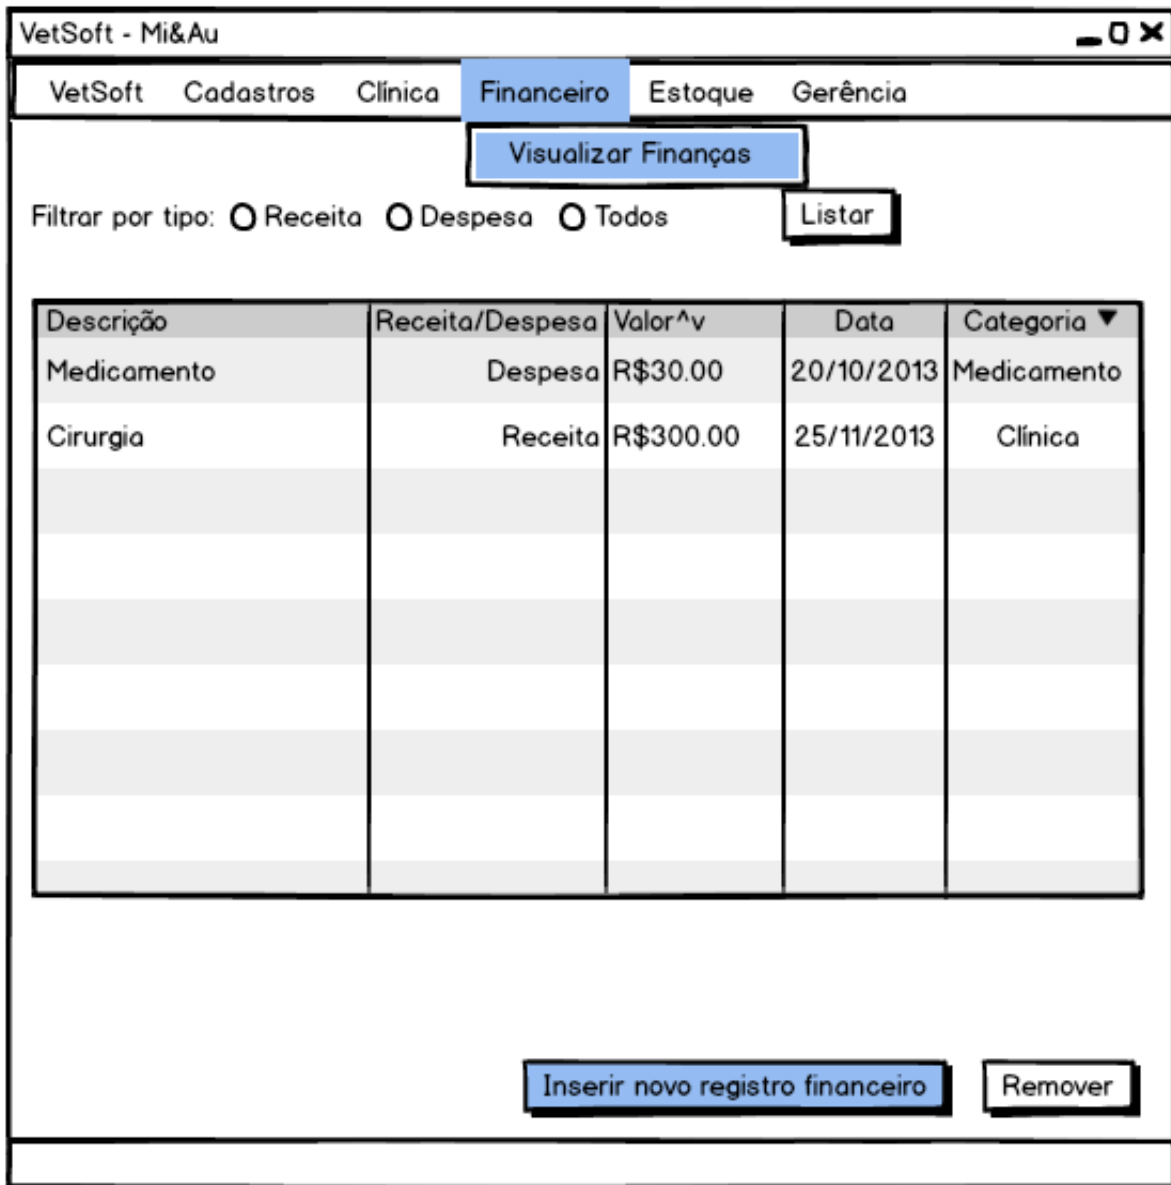 VetSoft - Mi&Au
VetSoft Cadastros Clínica Financeiro Estoque Gerência
Visualizar Finanças
Filtrar por tipo: Receita Despesa Todos Listar
Descrição Receita/Despesa Valor^v Data Categoria ▼
Medicamento Despesa R$30.00 20/10/2013 Medicamento
Cirurgia Receita R$300.00 25/11/2013 Clínica
Inserir novo registro financeiro Remover